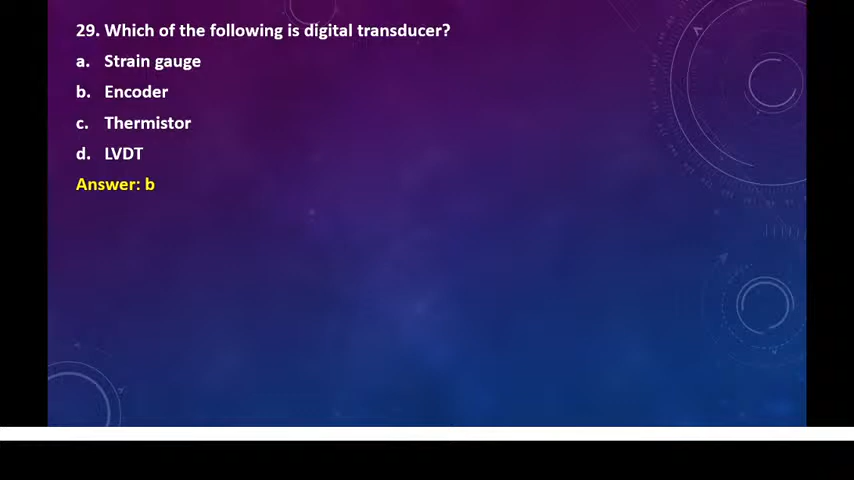 29. Which of the following is digital transducer?
a. Strain gauge
b. Encoder
c. Thermistor
d. LVDT
Answer: b